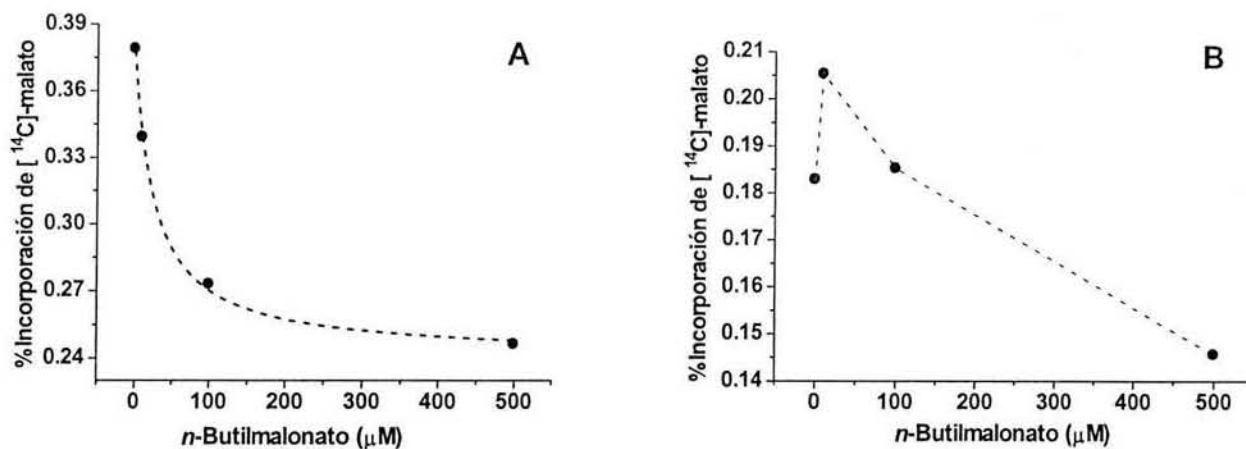 A
%Incorporación de [ ¹⁴C]-malato
0.39
0.36
0.33
0.30
0.27
0.24
0 100 200 300 400 500
n-Butilmalonato (μM)
B
%Incorporación de [ ¹⁴C]-malato
0.21
0.20
0.19
0.18
0.17
0.16
0.15
0.14
0 100 200 300 400 500
n-Butilmalonato (μM)